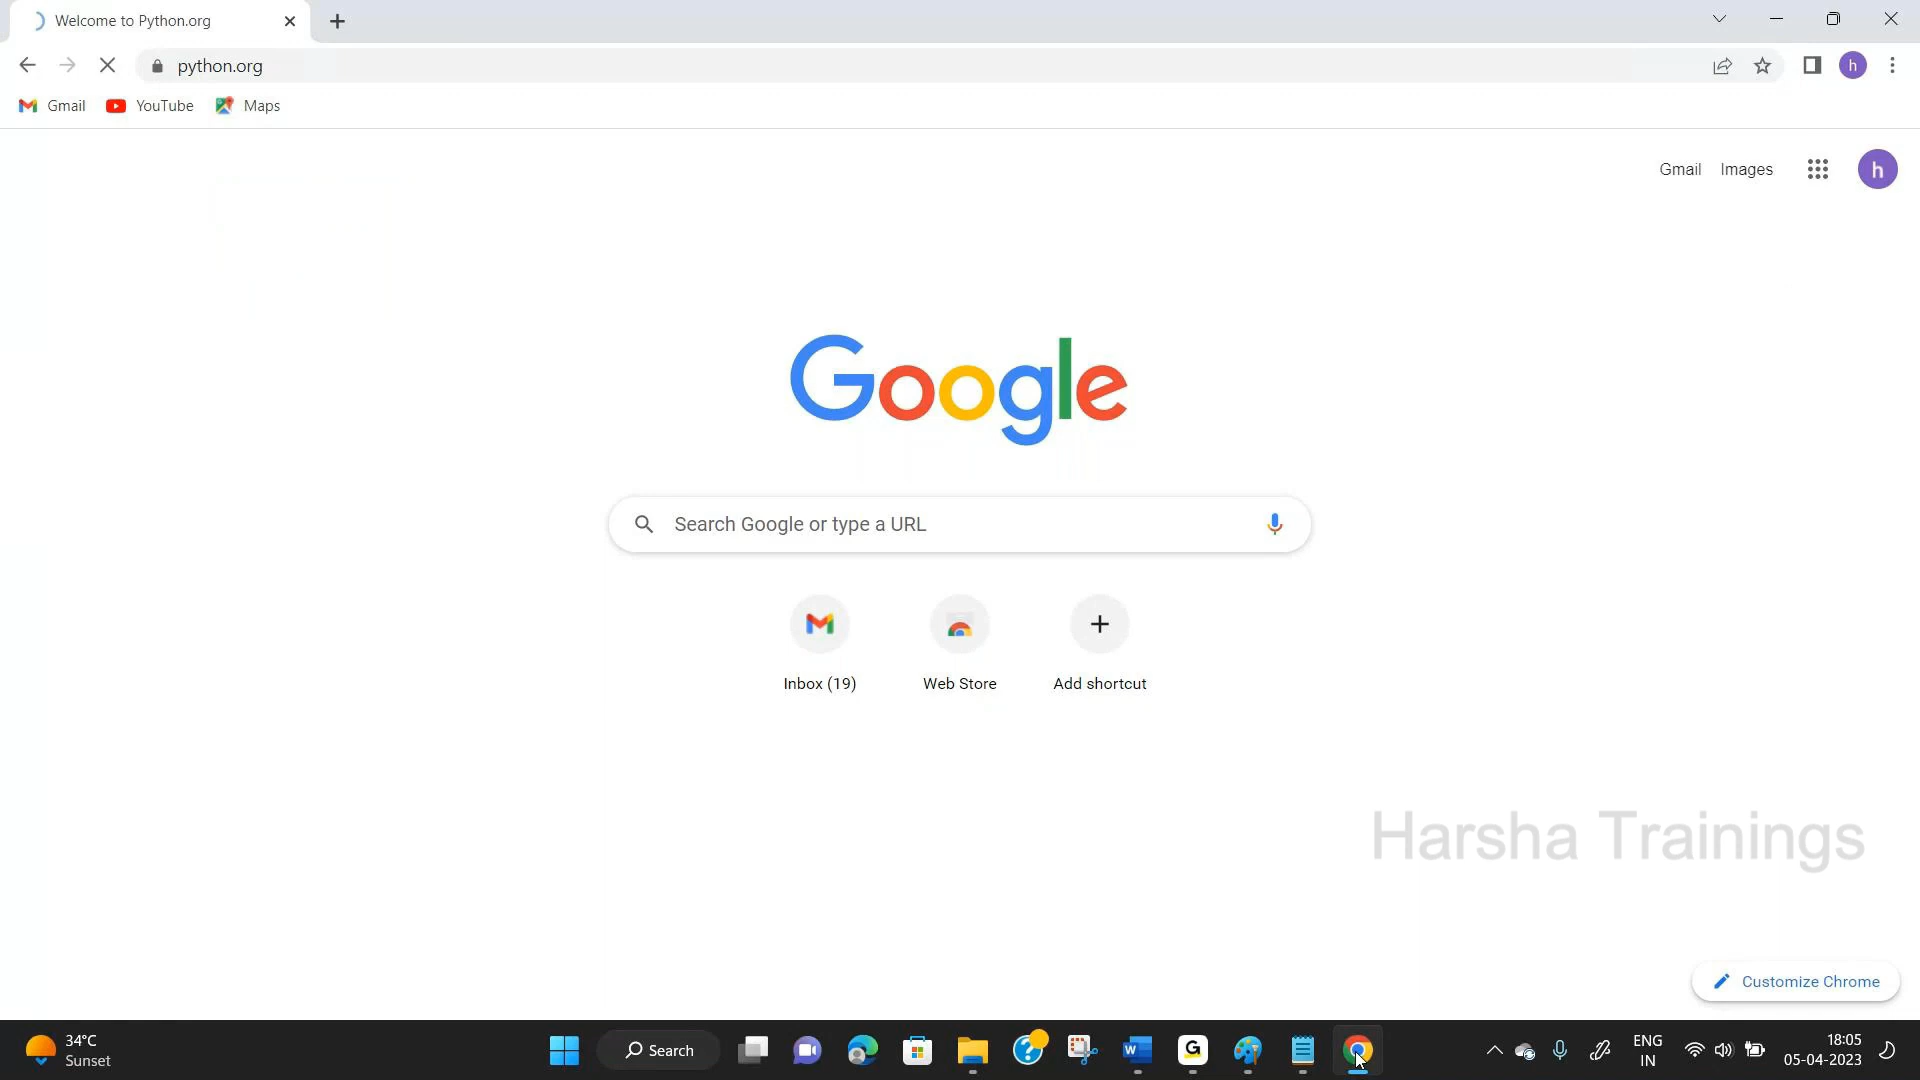 Welcome to Python.org
python.org
h
Gmail YouTube Maps
Gmail Images h
Google
Search Google or type a URL
Inbox (19) Web Store Add shortcut
Harsha Trainings
Customize Chrome
34°C
Sunset
Search
W
G
ENG
IN
18:05
05-04-2023